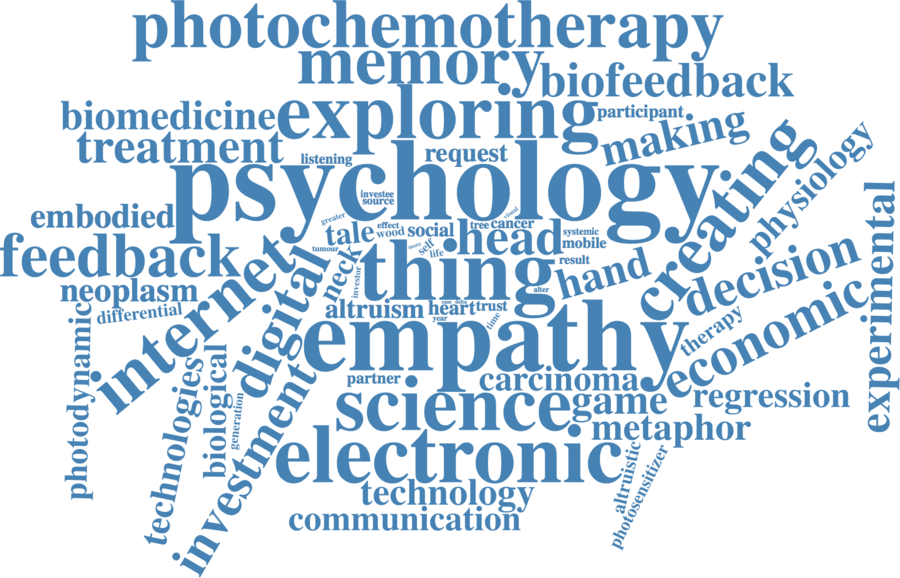 photochemotherapy
memory
biofeedback
biomedicine
exploring
participant
making
treatment
listening
request
psychology
creating
physiology
investee
source
embodied
greater
tale
effect
wood
social
tree
cancer
visual
systemic
mobile
experimental
feedback
internet
tumour
neck
self
life
head
result
thing
hand
decision
neoplasm
digital
investor
alter
differential
altruism
heart
trust
year
time
photodynamic
empathy
therapy
economic
technologies
biological
generation
partner
carcinoma
investment
science
game
regression
metaphor
electronic
altruistic
photosensitizer
technology
communication